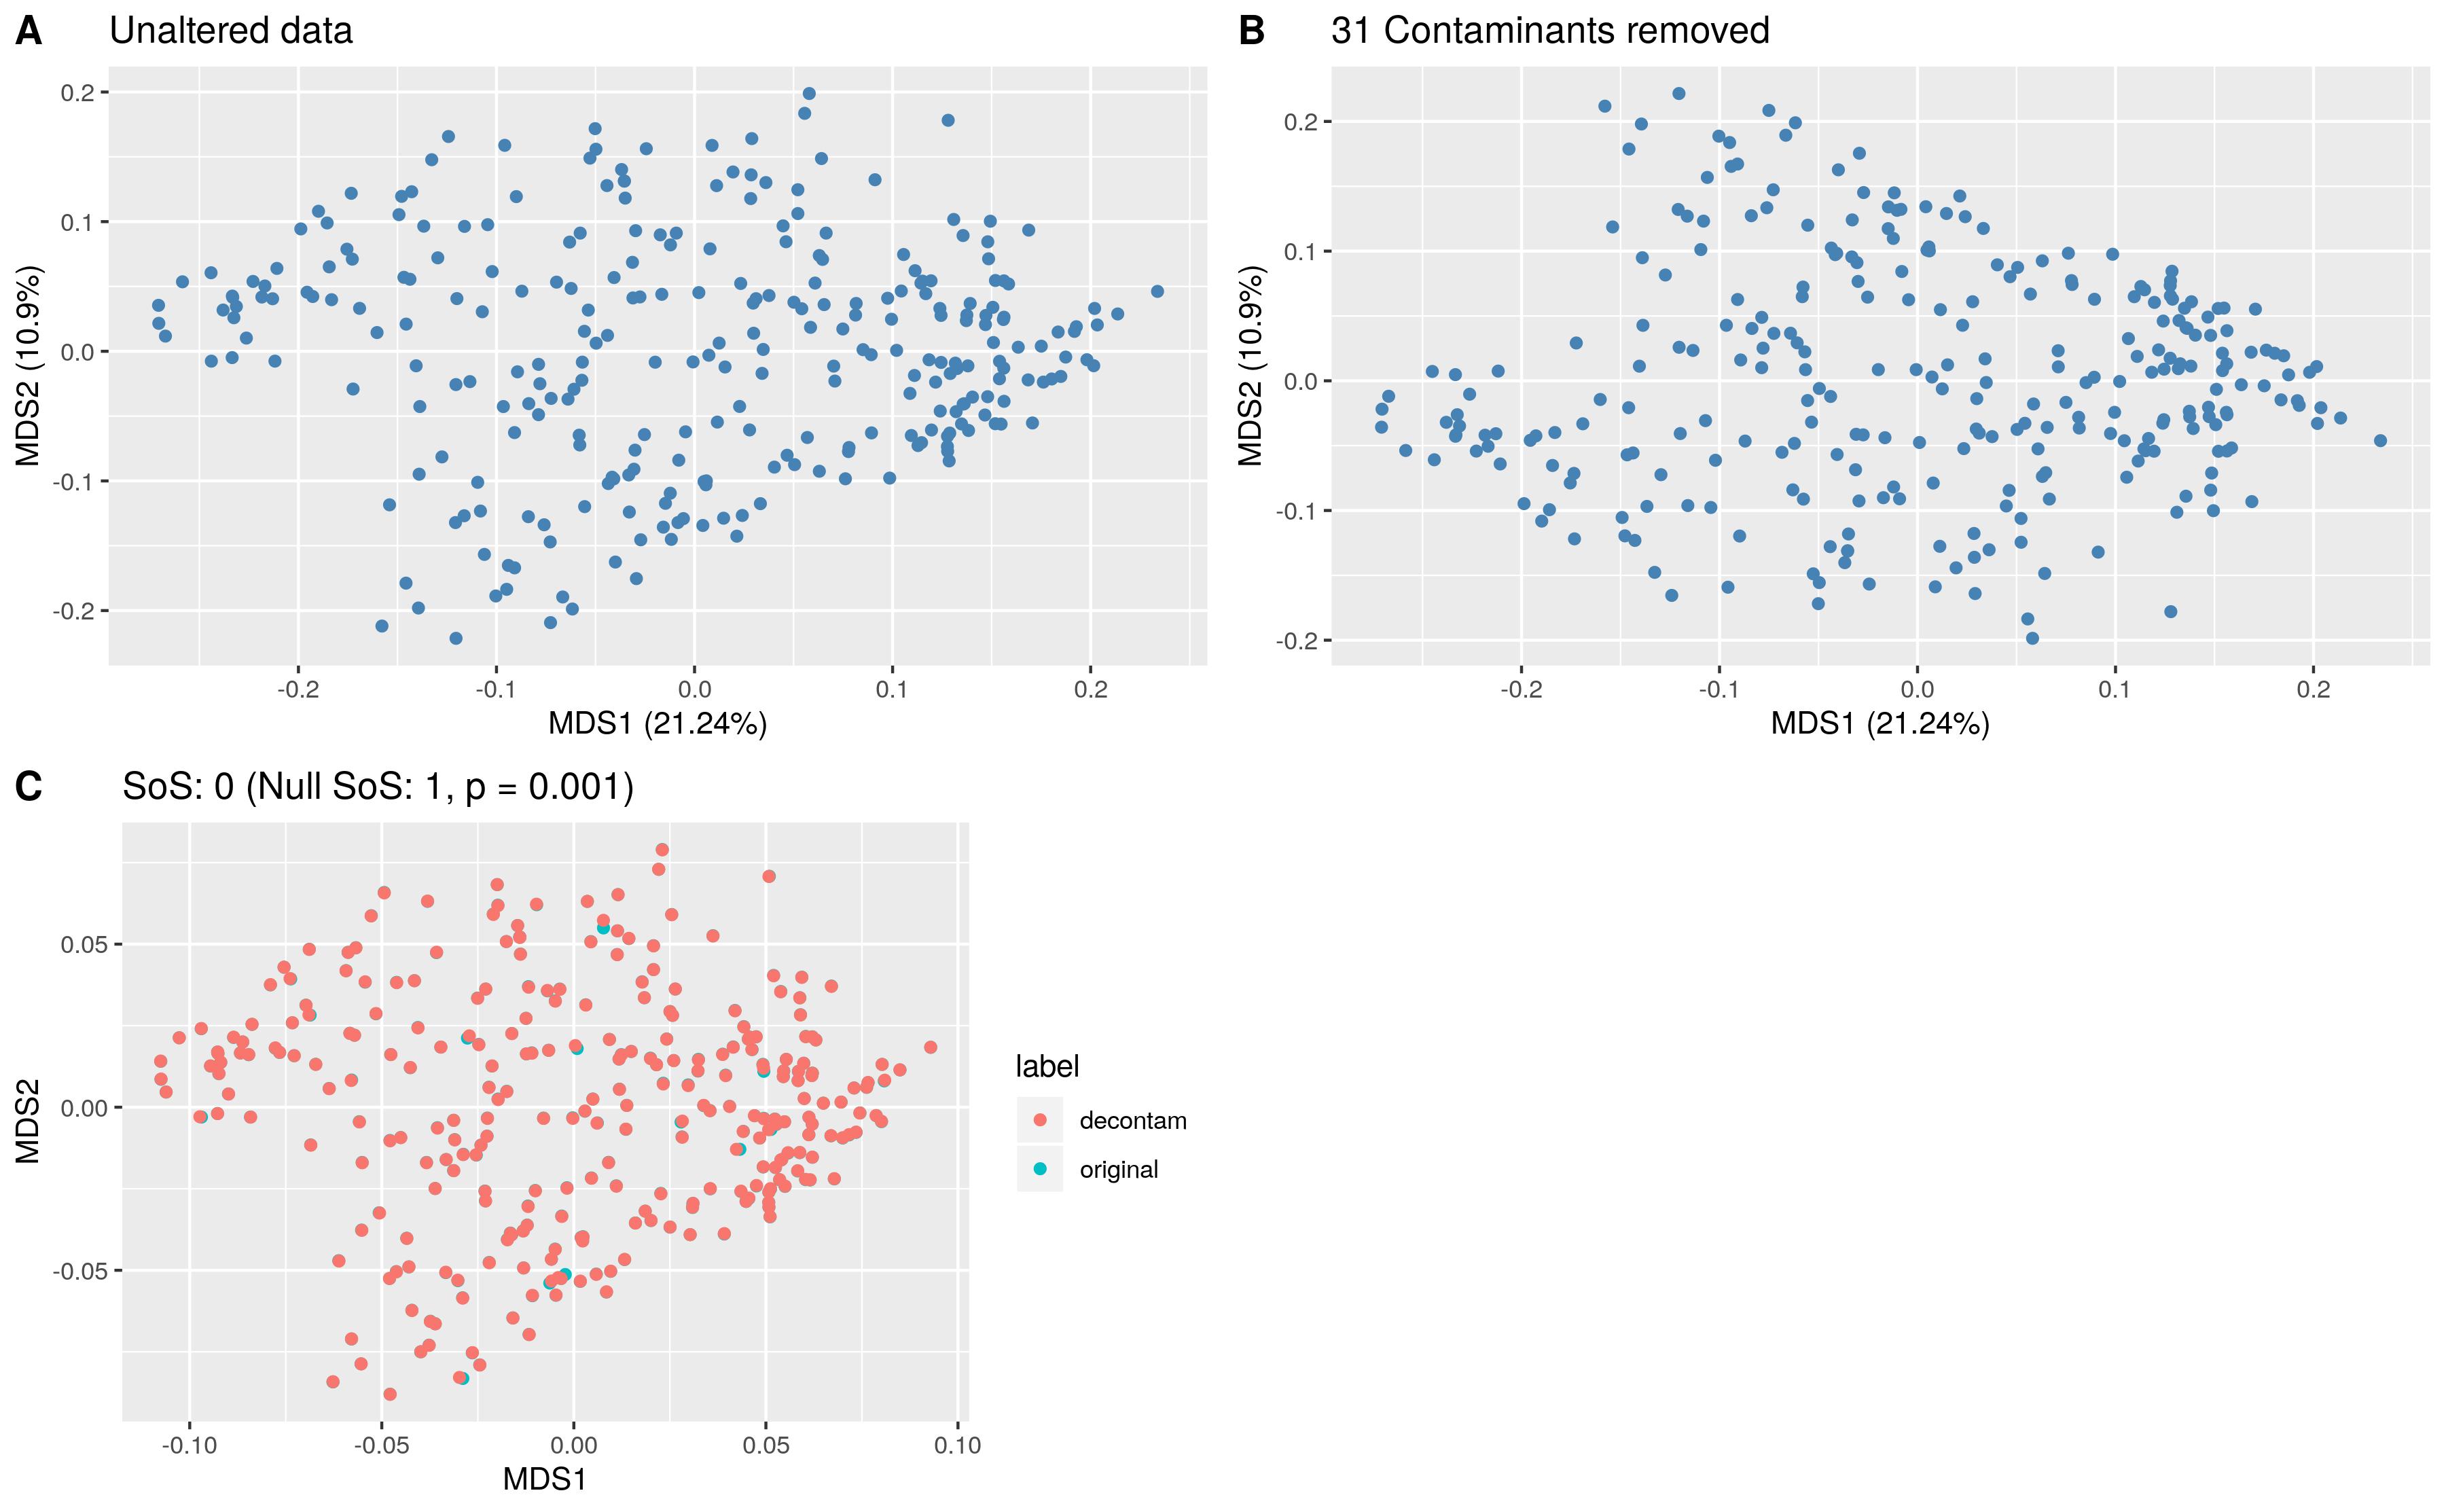 A Unaltered data
0.2
0.1
0.0
-0.1
-0.2
MDS2 (10.9%)
-0.2 -0.1 0.0 0.1 0.2
MDS1 (21.24%)
B 31 Contaminants removed
0.2
0.1
0.0
-0.1
-0.2
MDS2 (10.9%)
-0.2 -0.1 0.0 0.1 0.2
MDS1 (21.24%)
C SoS: 0 (Null SoS: 1, p = 0.001)
0.05
0.00
-0.05
MDS2
-0.10 -0.05 0.00 0.05 0.10
MDS1
label
decontam
original